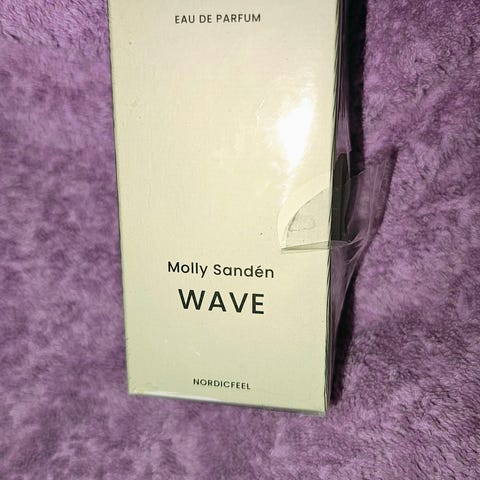 EAU DE PARFUM
Molly Sandén
WAVE
NORDICFEEL